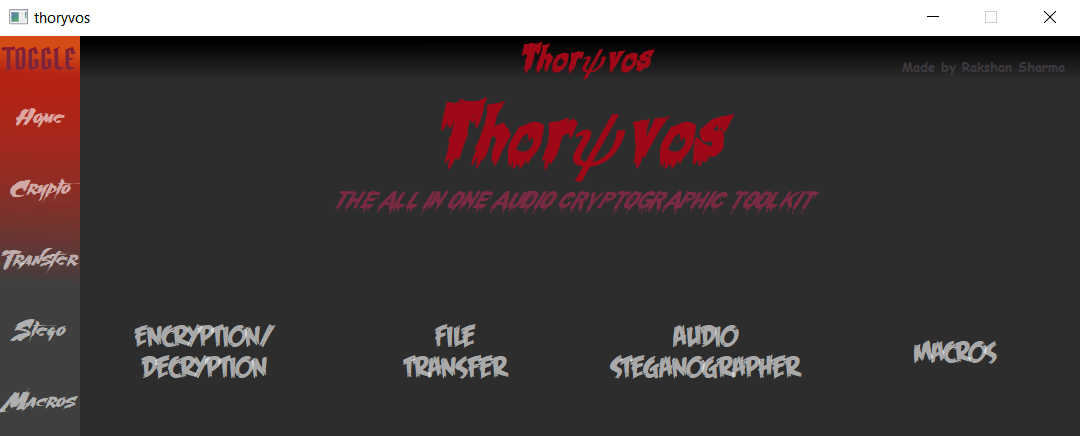 thoryvos
TOGGLE
Thorψvos
Made by Rakshan Sharma
Home
Crypto
Transfer
Stego
Macros
Thorψvos
THE ALL IN ONE AUDIO CRYPTOGRAPHIC TOOLKIT
ENCRYPTION/
DECRYPTION
FILE
TRANSFER
AUDIO
STEGANOGRAPHER
MACROS